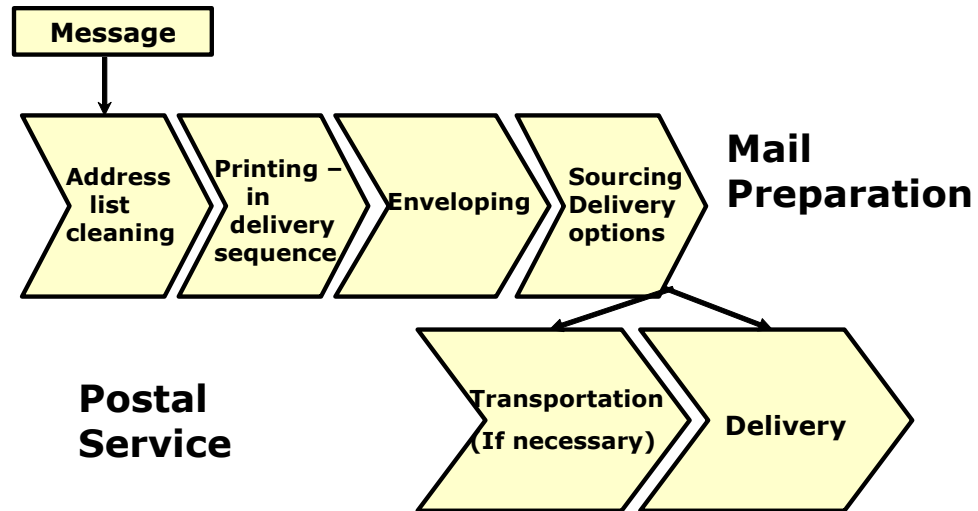 Message
Address
list
cleaning
Printing –
in
delivery
sequence
Enveloping
Sourcing
Delivery
options
Mail
Preparation
Postal
Service
Transportation
(If necessary)
Delivery